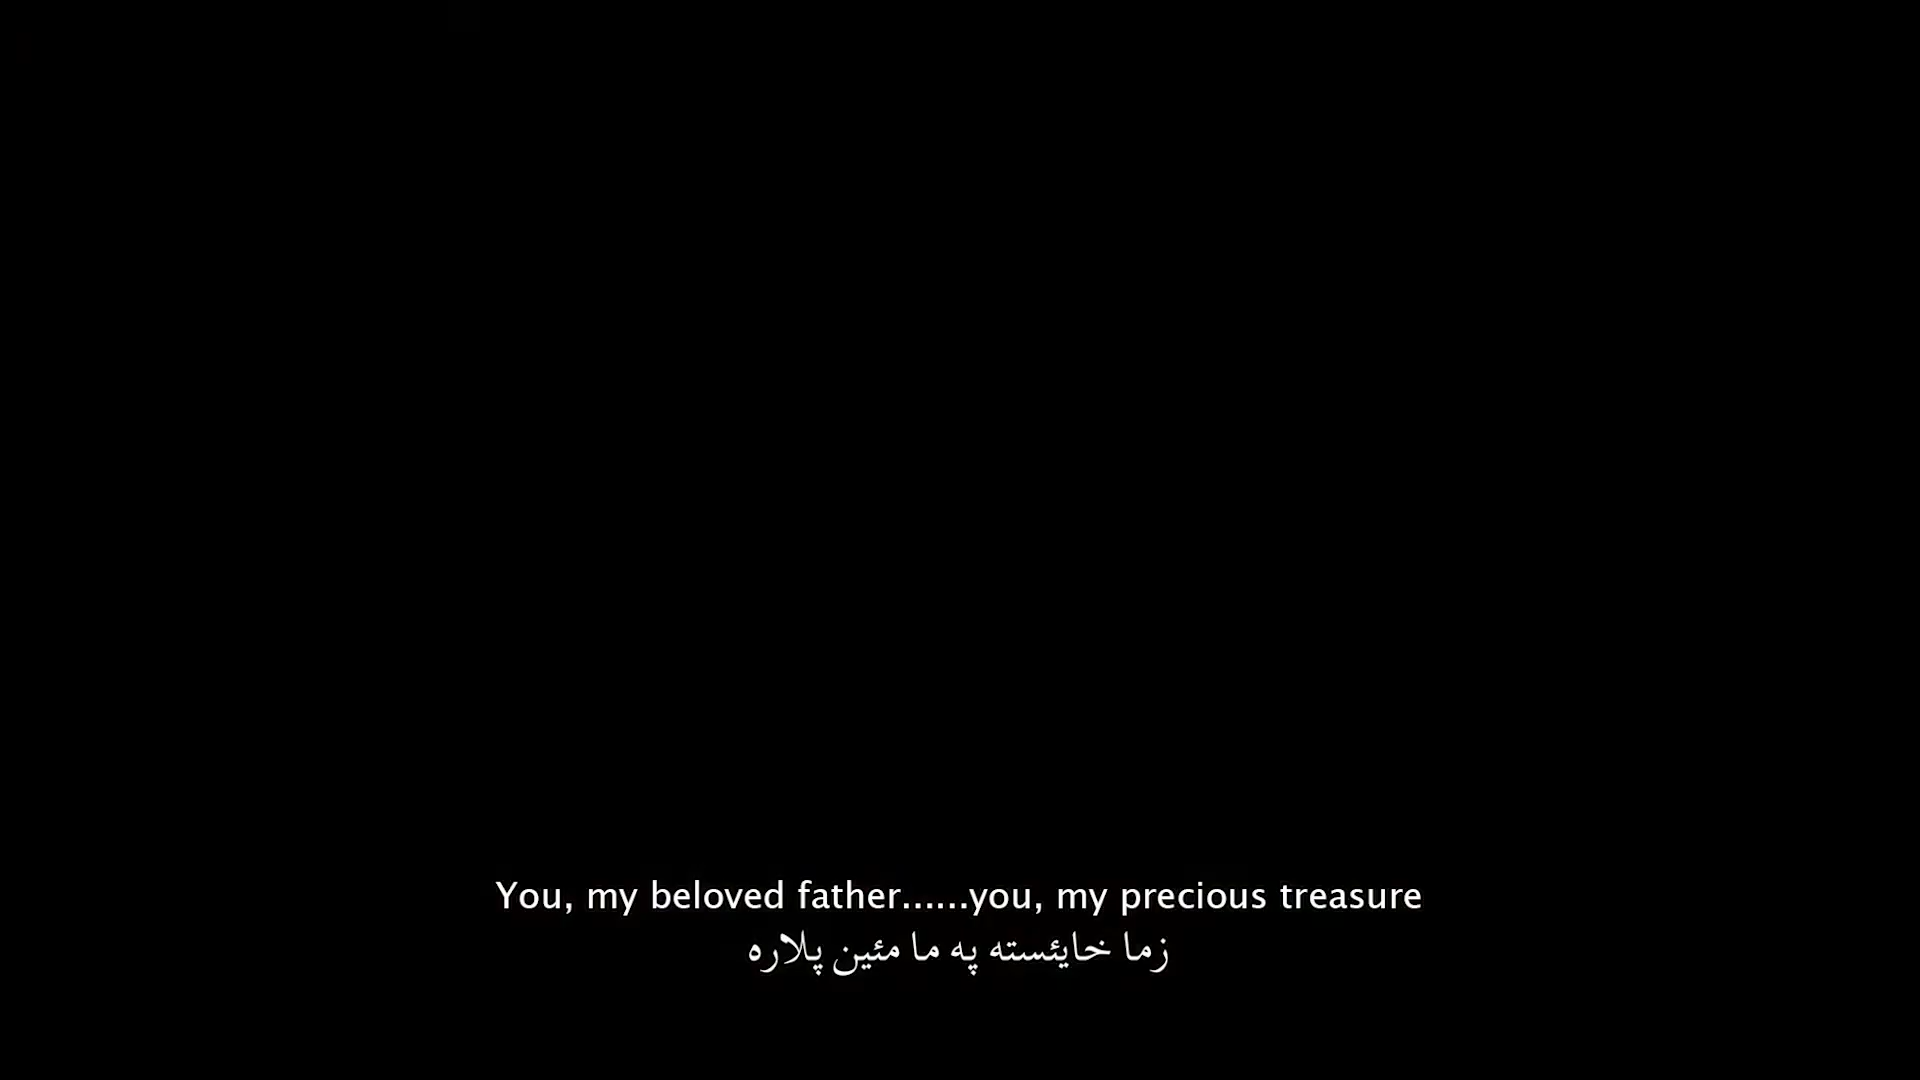 You, my beloved father......you, my precious treasure
زما خایئسته په ما مئین پلاره